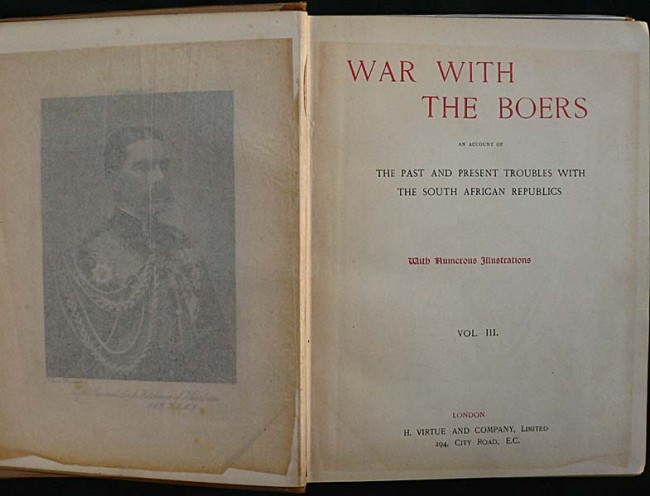 WAR WITH
THE BOERS
AN ACCOUNT OF
THE PAST AND PRESENT TROUBLES WITH
THE SOUTH AFRICAN REPUBLICS
With Numerous Illustrations
VOL. III.
LONDON
H. VIRTUE AND COMPANY, LIMITED
294, CITY ROAD, E.C.